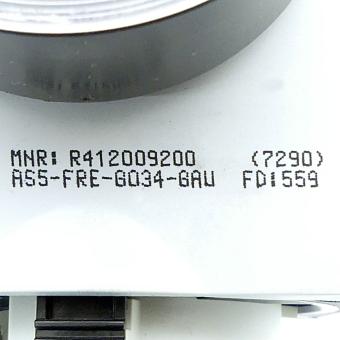 MNR: R412009200 (7290)
AS5-FRE-G034-GAU FD:559